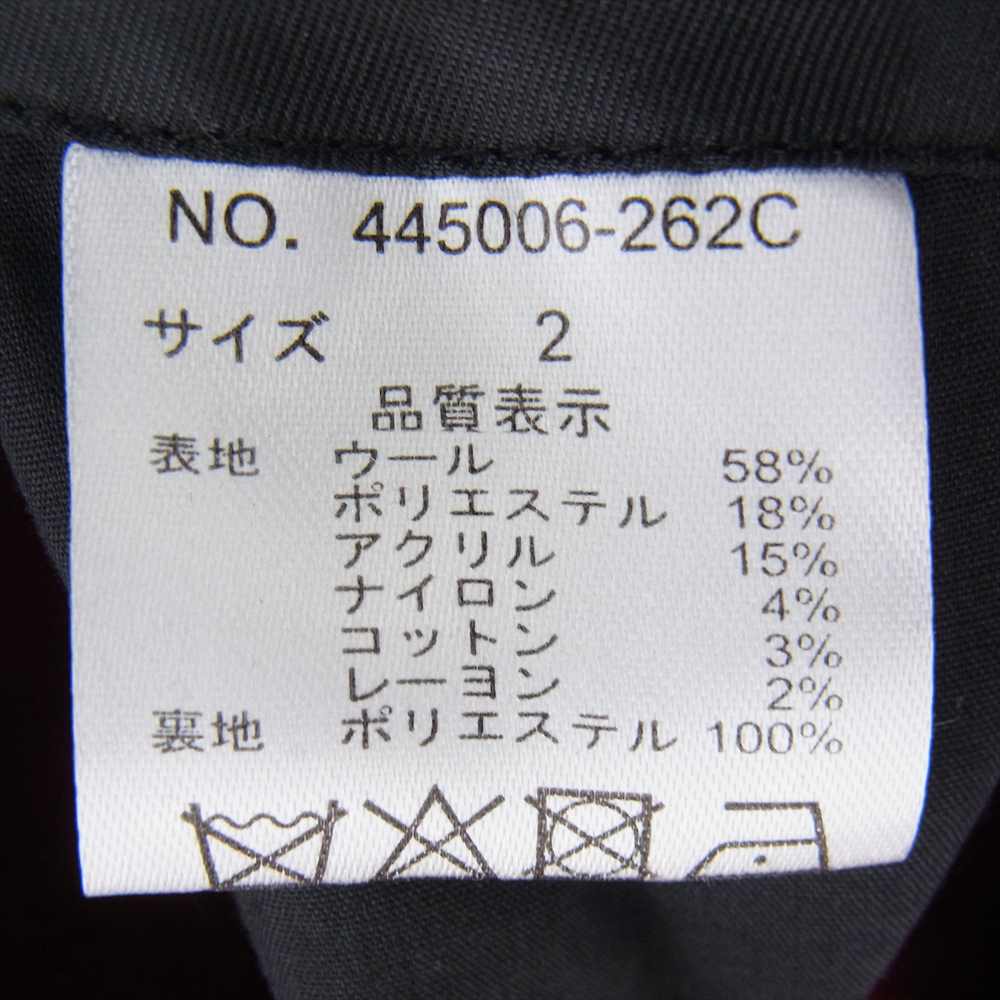 NO. 445006-262C
サイズ 2
品質表示
表地 ウール 58%
ポリエステル 18%
アクリル 15%
ナイロン 4%
コットン 3%
レーヨン 2%
裏地 ポリエステル 100%